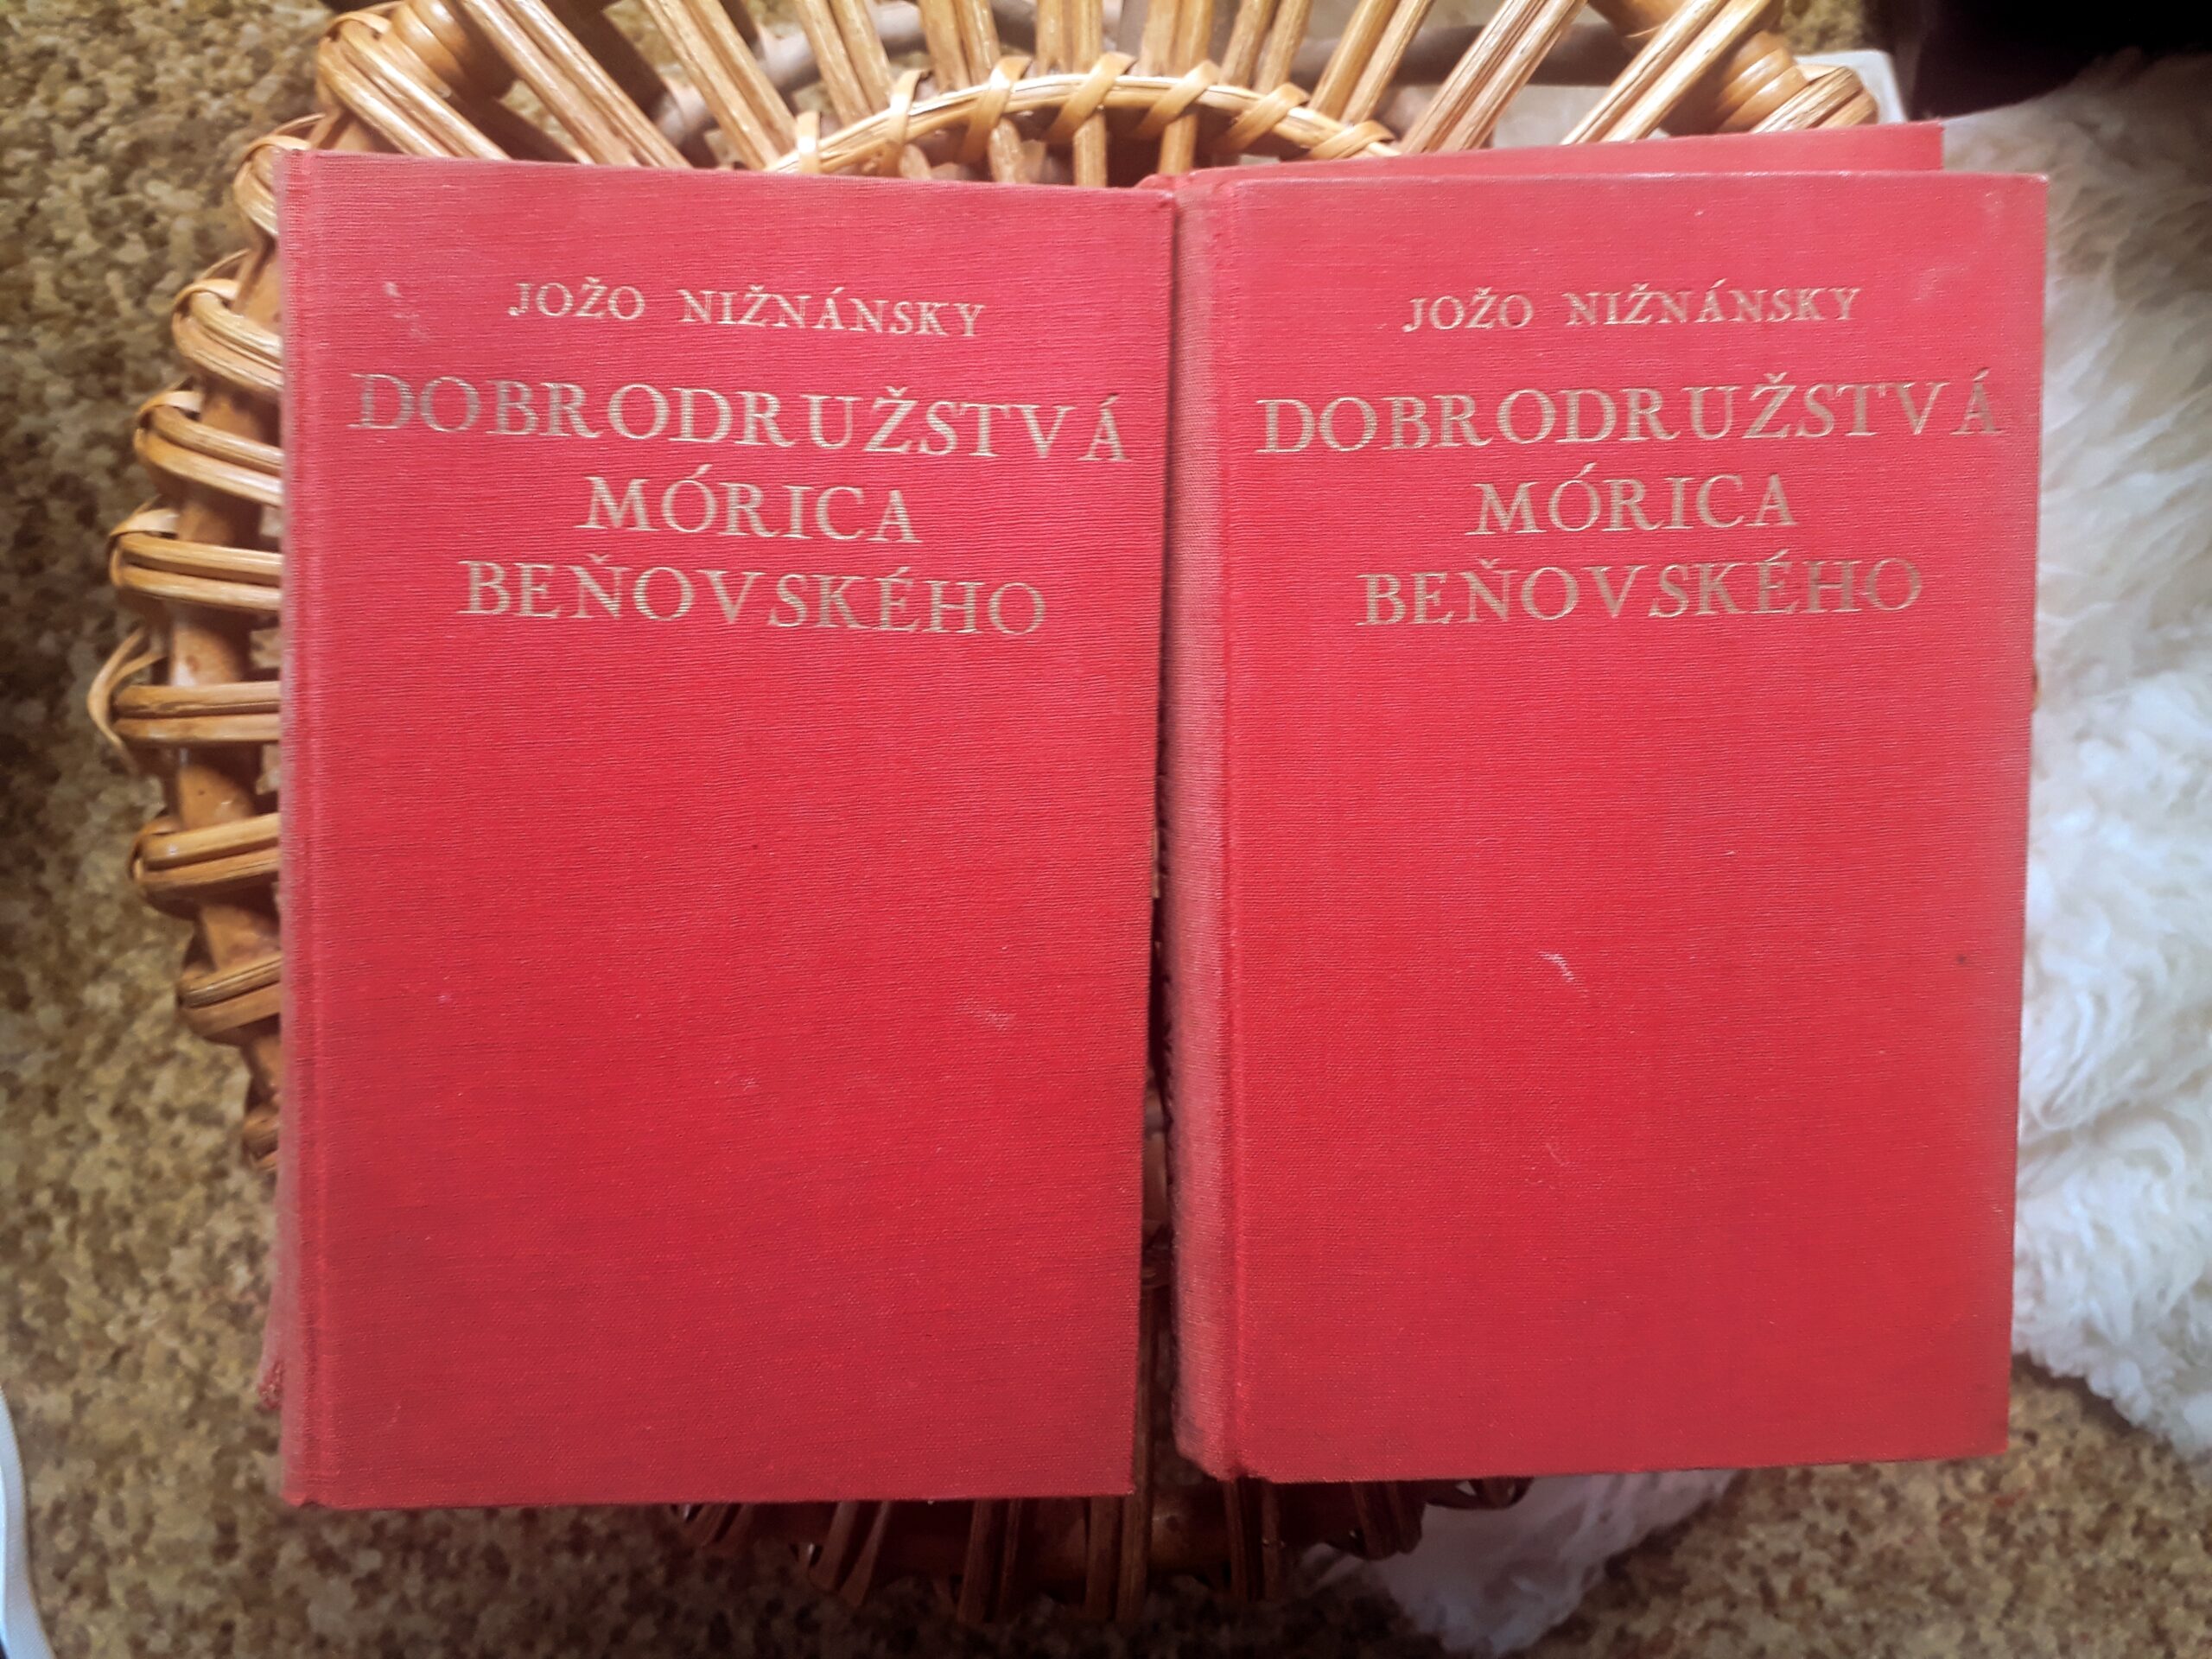 JOŽO NIŽNÁNSKY
DOBRODRUŽSTVÁ
MÓRICA
BEŇOVSKÉHO
JOŽO NIŽNÁNSKY
DOBRODRUŽSTVÁ
MÓRICA
BEŇOVSKÉHO